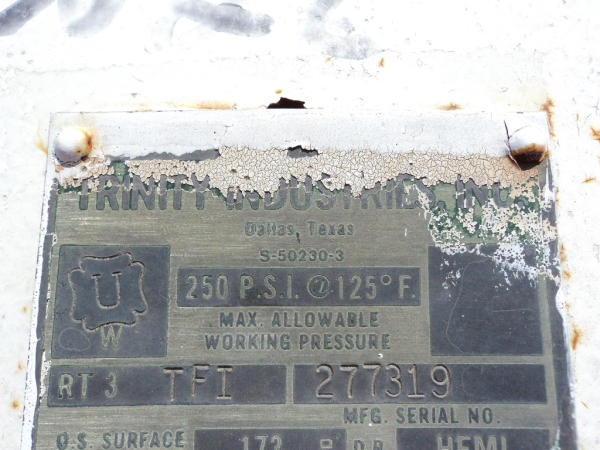 TRINITY INDUSTRIES, INC.
Dallas, Texas
S-50230-3
U
W
250 P.S.I. @ 125° F.
MAX. ALLOWABLE
WORKING PRESSURE
RT 3 TFI 277319
MFG. SERIAL NO.
O.S. SURFACE 173 D.D. HEMI